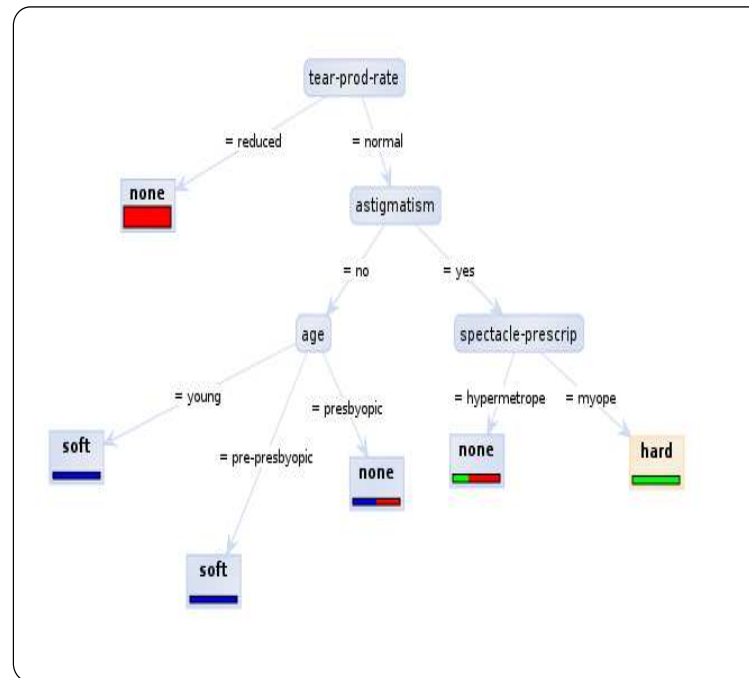 tear-prod-rate
= reduced
= normal
none
astigmatism
= no
= yes
age
spectacle-prescrip
= young
= presbyopic
= hypermetrope
= myope
soft
= pre-presbyopic
none
none
hard
soft